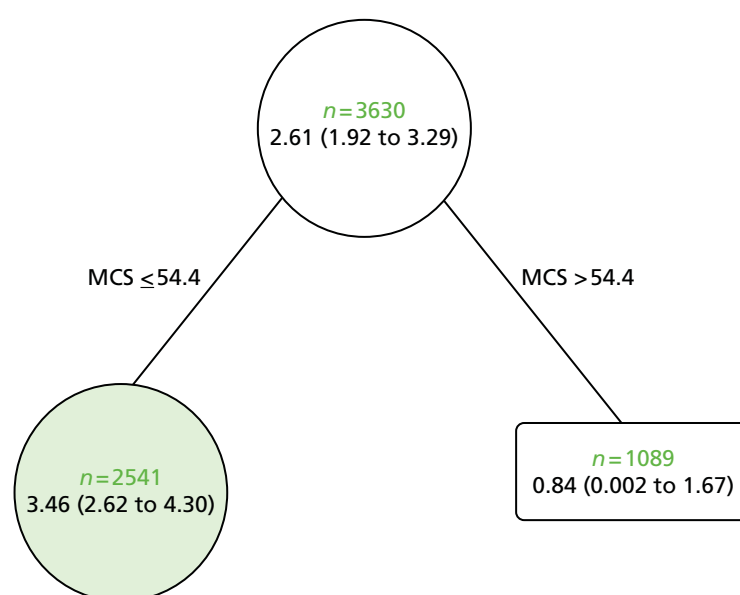 n=3630
2.61 (1.92 to 3.29)
MCS ≤54.4
MCS >54.4
n=2541
3.46 (2.62 to 4.30)
n=1089
0.84 (0.002 to 1.67)